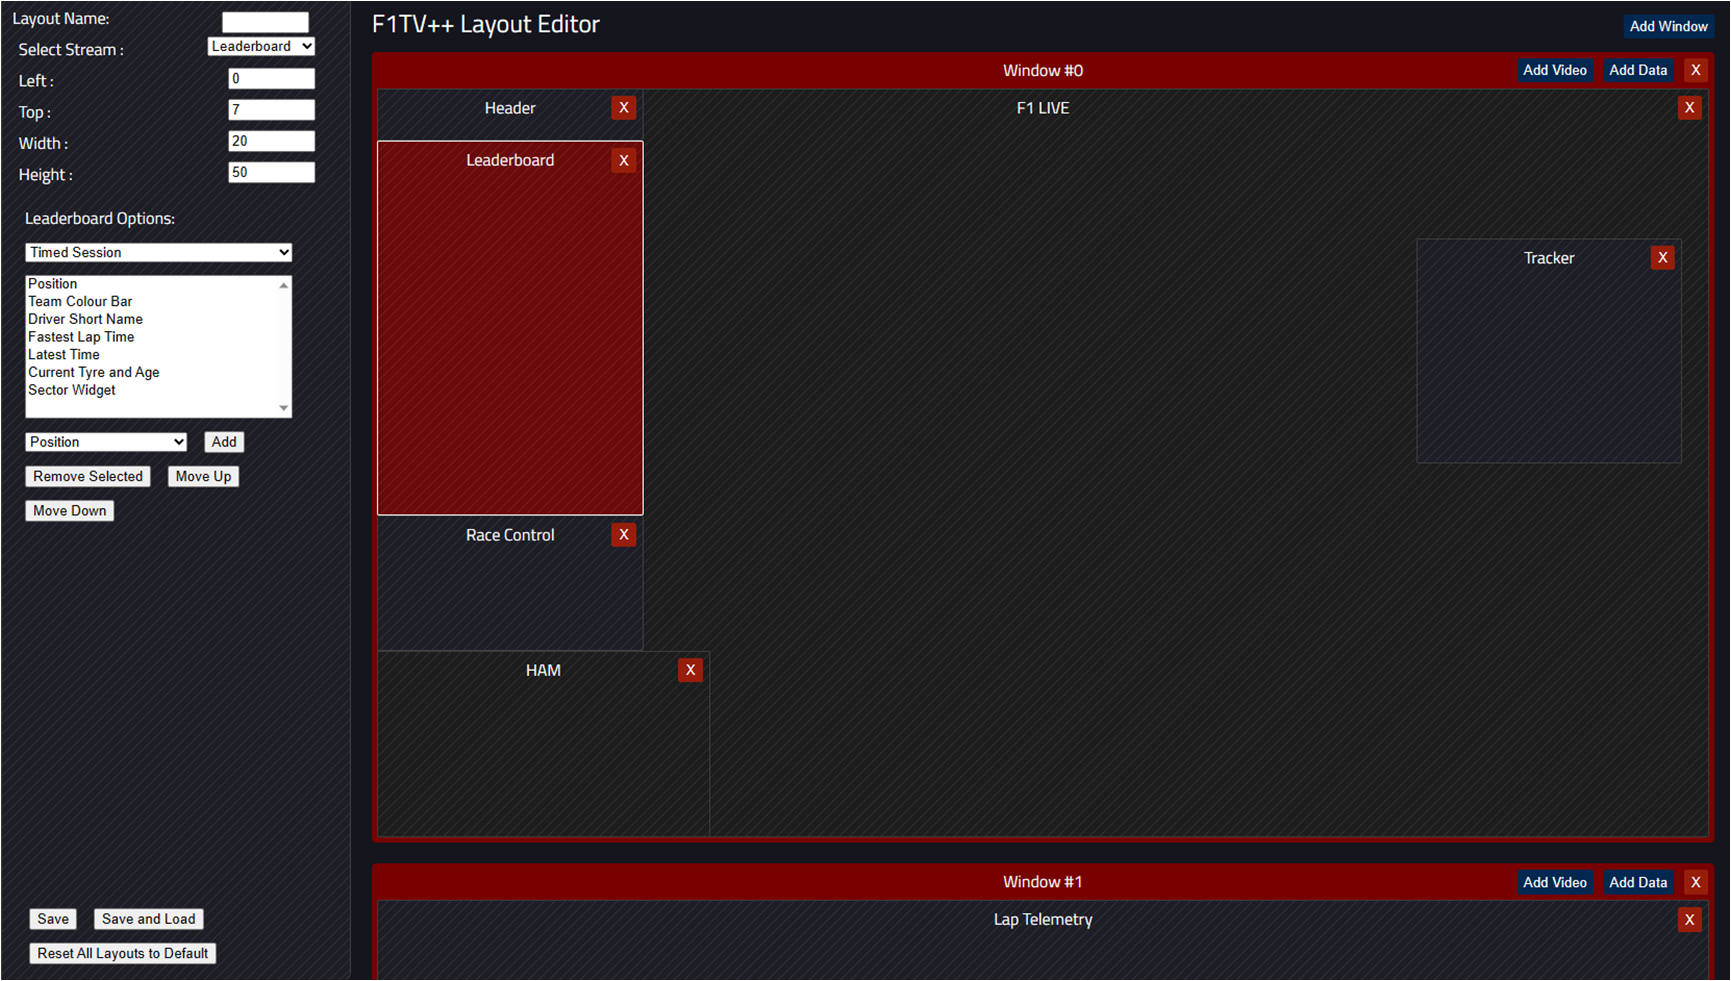 Layout Name:
Select Stream :
Leaderboard
Left :
0
Top :
7
Width :
20
Height :
50
Leaderboard Options:
Timed Session
Position
Team Colour Bar
Driver Short Name
Fastest Lap Time
Latest Time
Current Tyre and Age
Sector Widget
Position
Add
Remove Selected
Move Up
Move Down
Save
Save and Load
Reset All Layouts to Default
F1TV++ Layout Editor
Add Window
Window #0
Add Video
Add Data
X
Header
X
F1 LIVE
X
Leaderboard
X
Tracker
X
Race Control
X
HAM
X
Window #1
Add Video
Add Data
X
Lap Telemetry
X